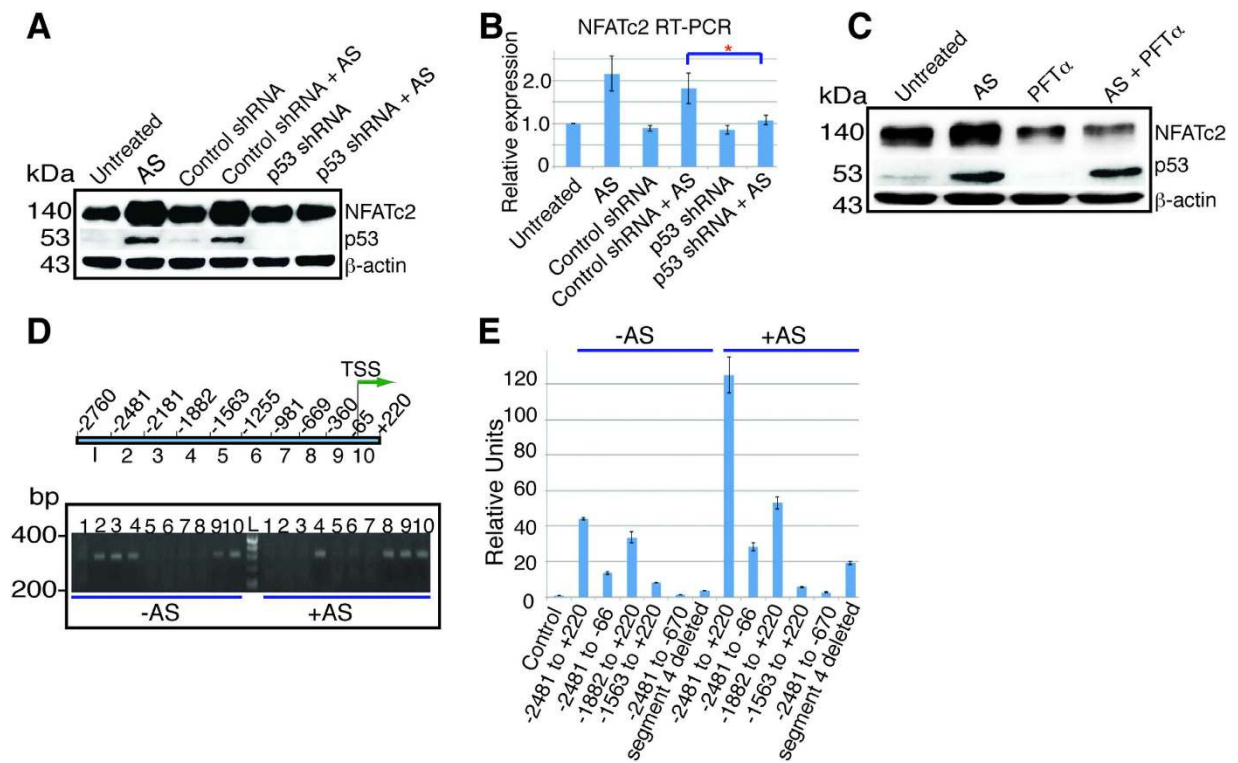 A
Untreated
AS
Control shRNA
Control shRNA + AS
p53 shRNA
p53 shRNA + AS
kDa
140
NFATc2
53
p53
43
β-actin
B
NFATc2 RT-PCR
Relative expression
2.0
1.0
0
*
Untreated
AS
Control shRNA
Control shRNA + AS
p53 shRNA
p53 shRNA + AS
C
Untreated
AS
PFTα
AS + PFTα
kDa
140
NFATc2
53
p53
43
β-actin
D
TSS
-2760 -2481 -2181 -1882 -1563 -1255 -981 -669 -360 -65 +220
1 2 3 4 5 6 7 8 9 10
bp
400
200
1 2 3 4 5 6 7 8 9 10 L 1 2 3 4 5 6 7 8 9 10
-AS
+AS
E
-AS
+AS
Relative Units
120
100
80
60
40
20
0
Control
-2481 to +220
-2481 to -66
-1882 to +220
-1563 to +220
-2481 to -670
segment 4 deleted
-2481 to +220
-2481 to -66
-1882 to +220
-1563 to +220
-2481 to -670
segment 4 deleted